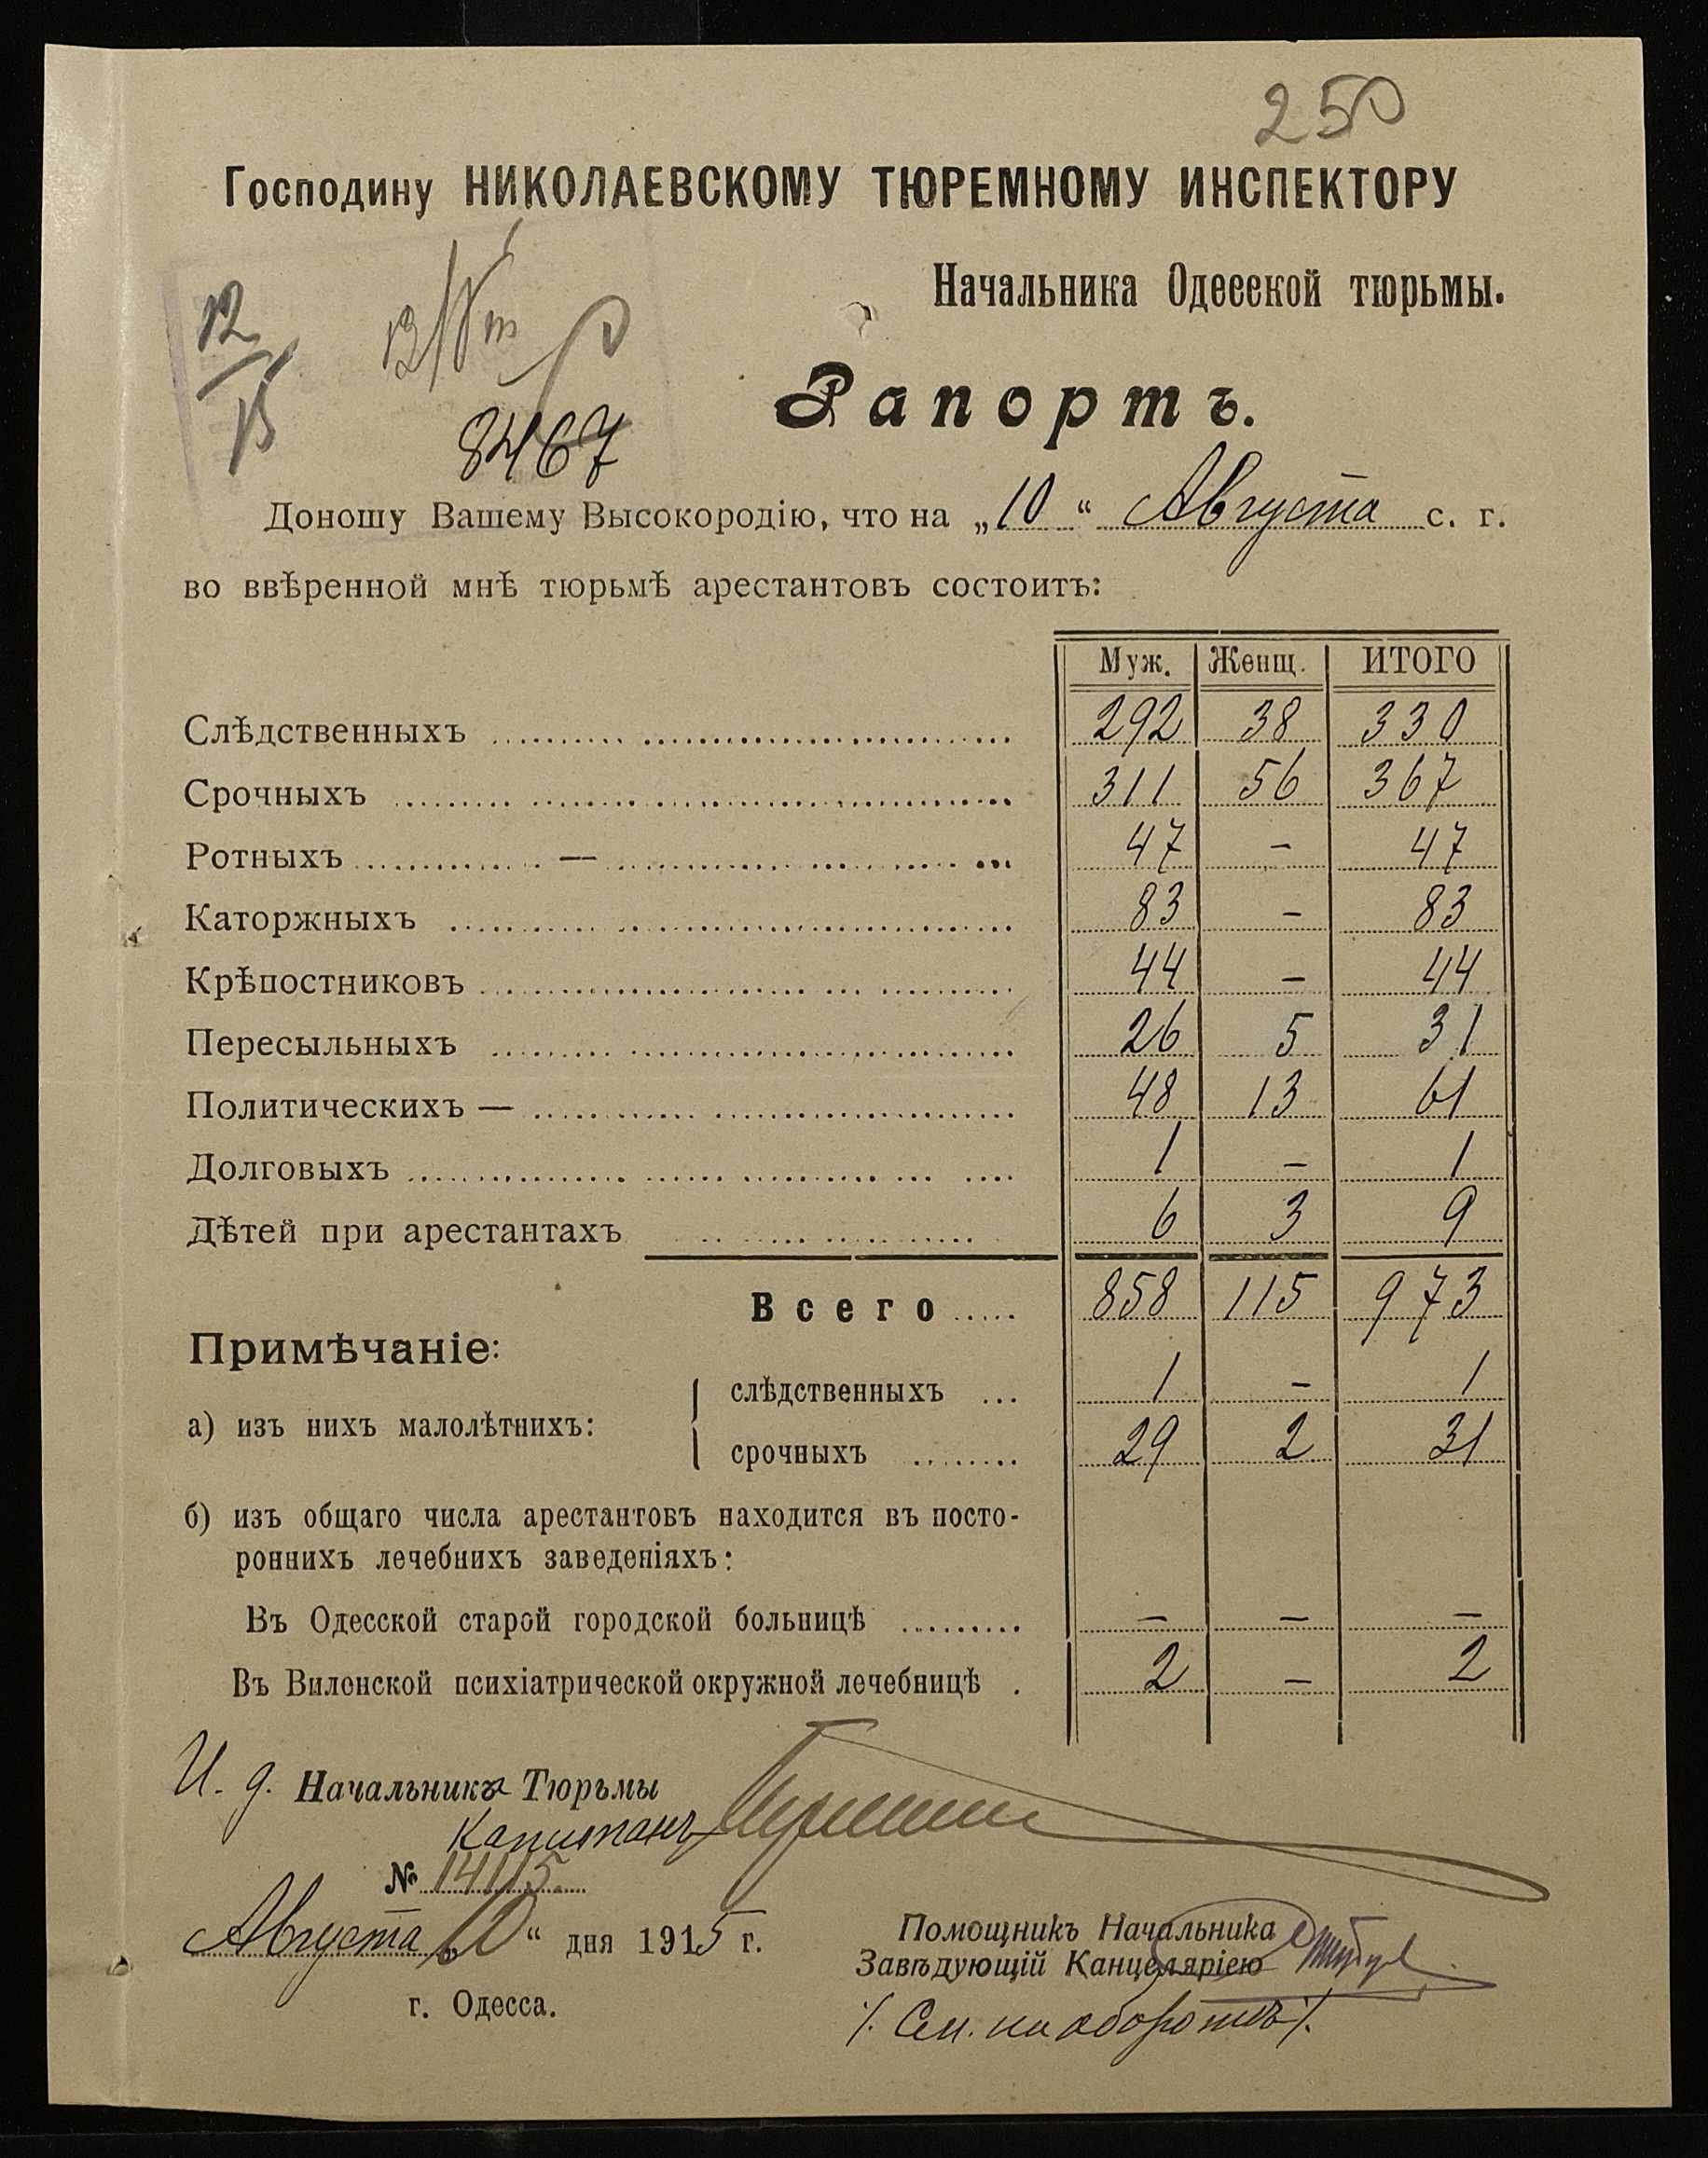 250
Господину НИКОЛАЕВСКОМУ ТЮРЕМНОМУ ИНСПЕКТОРУ
Начальника Одесской тюрьмы.
12
Рапортъ.
8467
Доношу Вашему Высокородію, что на „10“ Августа с. г.
во ввѣренной мнѣ тюрьмѣ арестантовъ состоитъ:
Муж. Женщ. ИТОГО
Слѣдственныхъ 292 38 330
Срочныхъ 311 56 367
Ротныхъ — 47 - 47
Каторжныхъ 83 - 83
Крѣпостниковъ 44 - 44
Пересыльныхъ 26 5 31
Политическихъ — 48 13 61
Долговыхъ 1 - 1
Дѣтей при арестантахъ 6 3 9
Всего 858 115 973
Примѣчаніе:
а) изъ нихъ малолѣтнихъ:
слѣдственныхъ 1 - 1
срочныхъ 29 2 31
б) изъ общаго числа арестантовъ находится въ посто-
роннихъ лечебнихъ заведеніяхъ:
Въ Одесской старой городской больницѣ — — —
Въ Виленской психіатрической окружной лечебницѣ 2 - 2
И. д. Начальника Тюрьмы
Капитанъ
№ 14115.
Августа „10“ дня 1915 г.
г. Одесса.
Помощникъ Начальника
Завѣдующій Канцеляріею
/. См. на оборотѣ /.